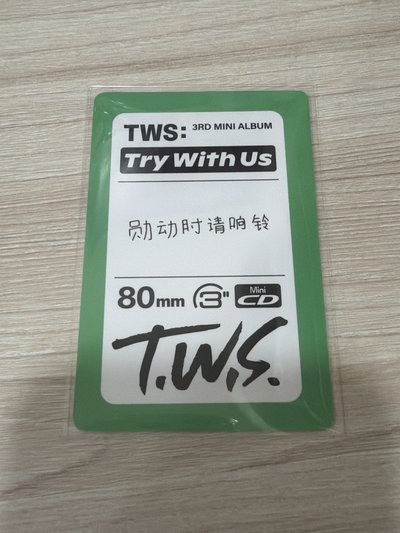 TWS: 3RD MINI ALBUM
Try With Us
勋动时请响铃
80mm 3" Mini CD
T.W.S.